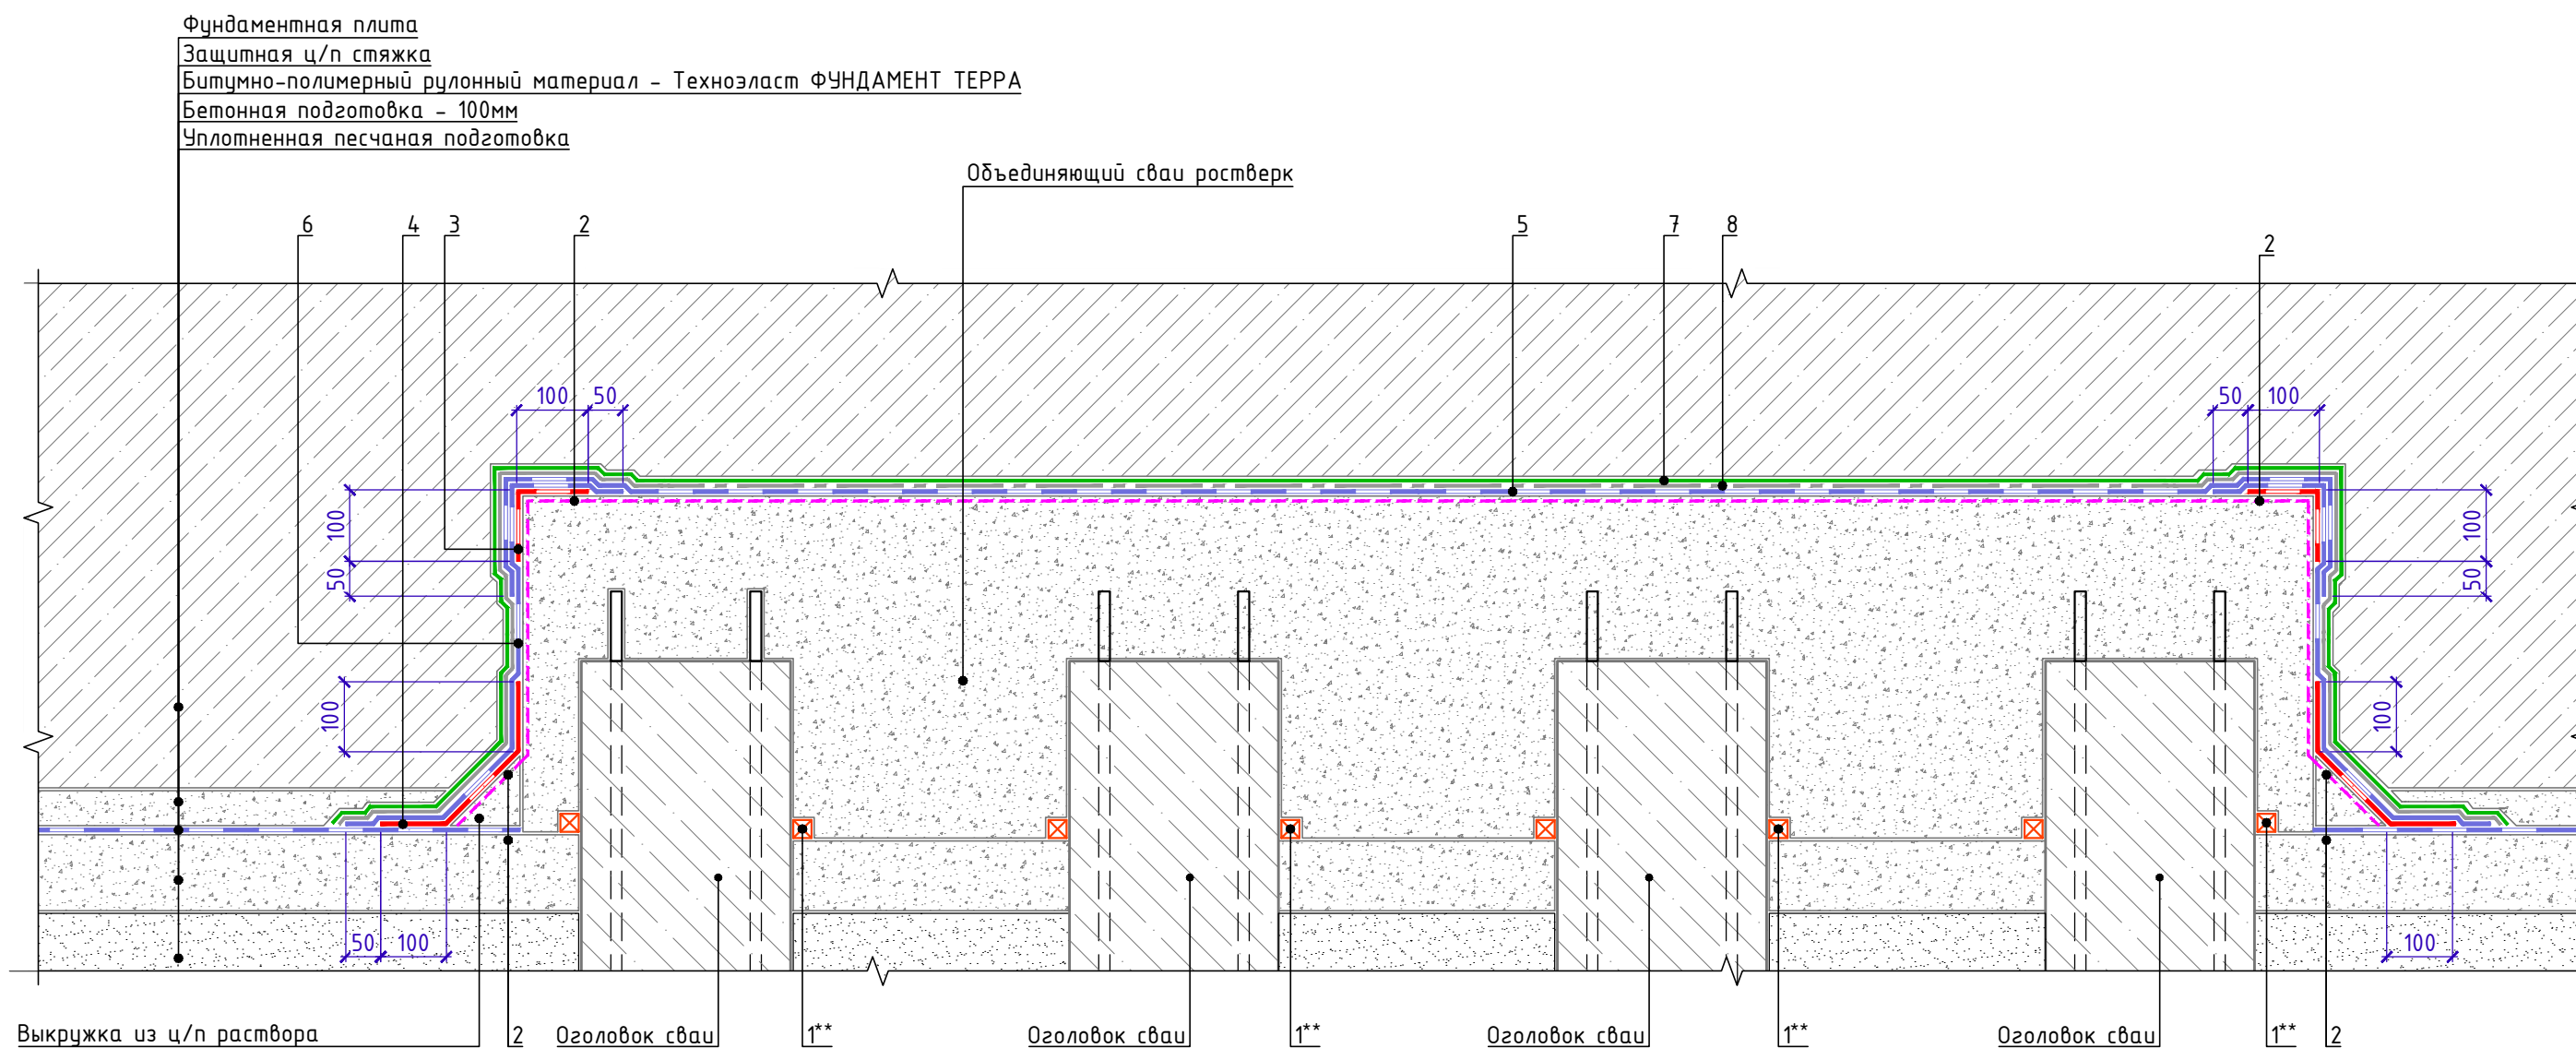 Фундаментная плита
Защитная ц/п стяжка
Битумно-полимерный рулонный материал - Техноэласт ФУНДАМЕНТ ТЕРРА
Бетонная подготовка - 100мм
Уплотненная песчаная подготовка
Объединяющий сваи ростверк
6 4 3 2 5 7 8 2
100 50 50 100
100 100
50 50
100 100
50 100 100
Выкружка из ц/п раствора 2 Оголовок сваи 1** Оголовок сваи 1** Оголовок сваи 1** Оголовок сваи 1** 2